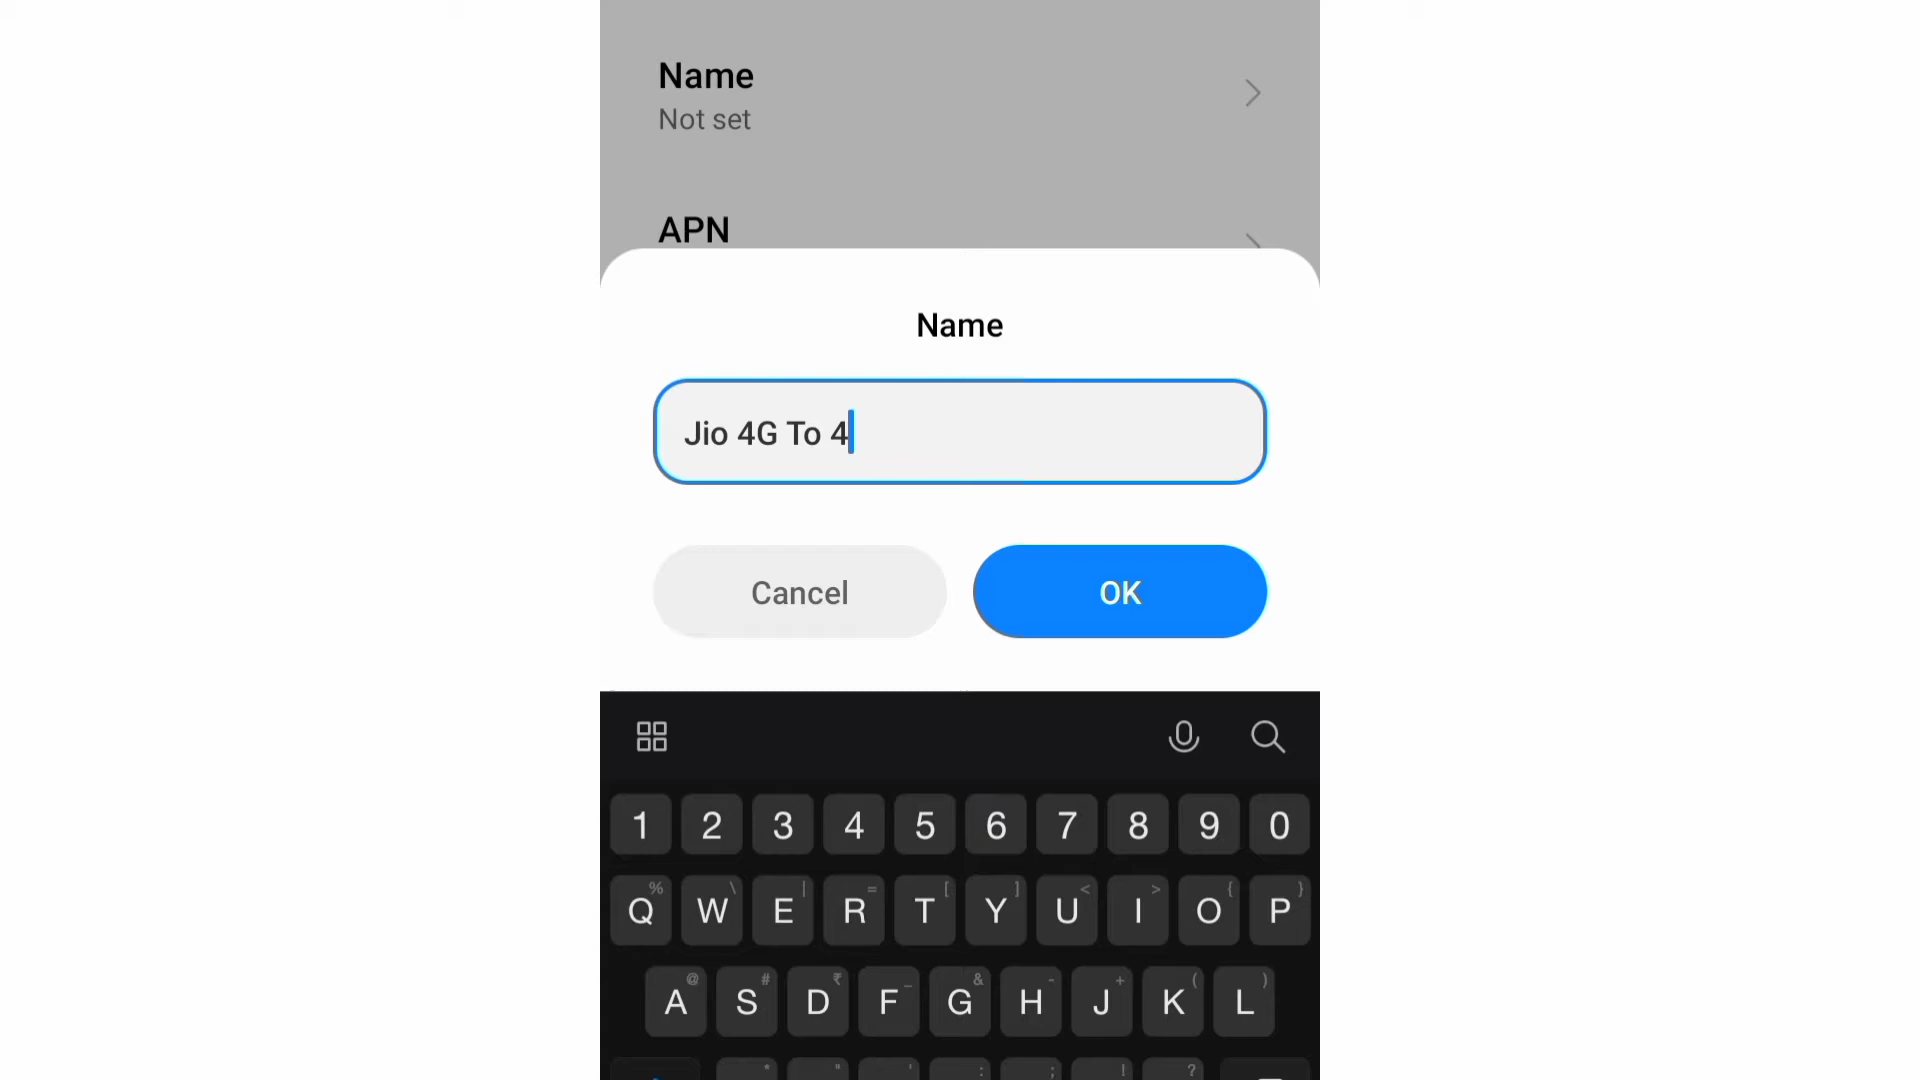 Name
Not set
APN
Name
Jio 4G To 4
Cancel
OK
1 2 3 4 5 6 7 8 9 0
% \ | = [ ] < > { }
Q W E R T Y U I O P
@ # ₹ _ & - + ( )
A S D F G H J K L
* " ' : ; ! ?